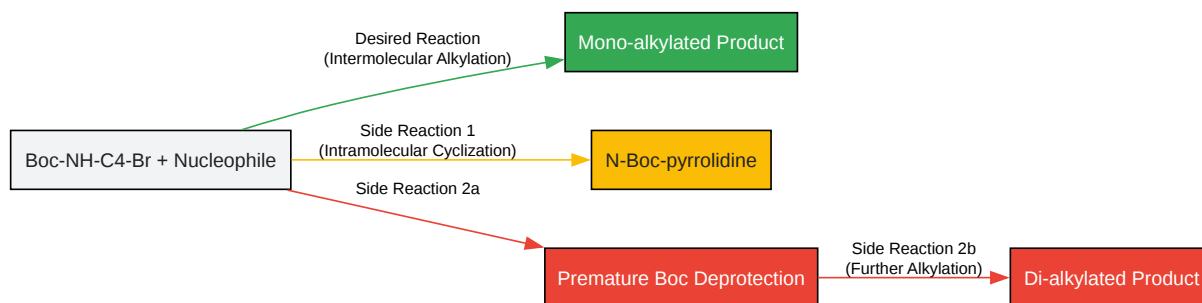 Desired Reaction
(Intermolecular Alkylation)
Mono-alkylated Product
Boc-NH-C4-Br + Nucleophile
Side Reaction 1
(Intramolecular Cyclization)
N-Boc-pyrrolidine
Side Reaction 2a
Premature Boc Deprotection
Side Reaction 2b
(Further Alkylation)
Di-alkylated Product